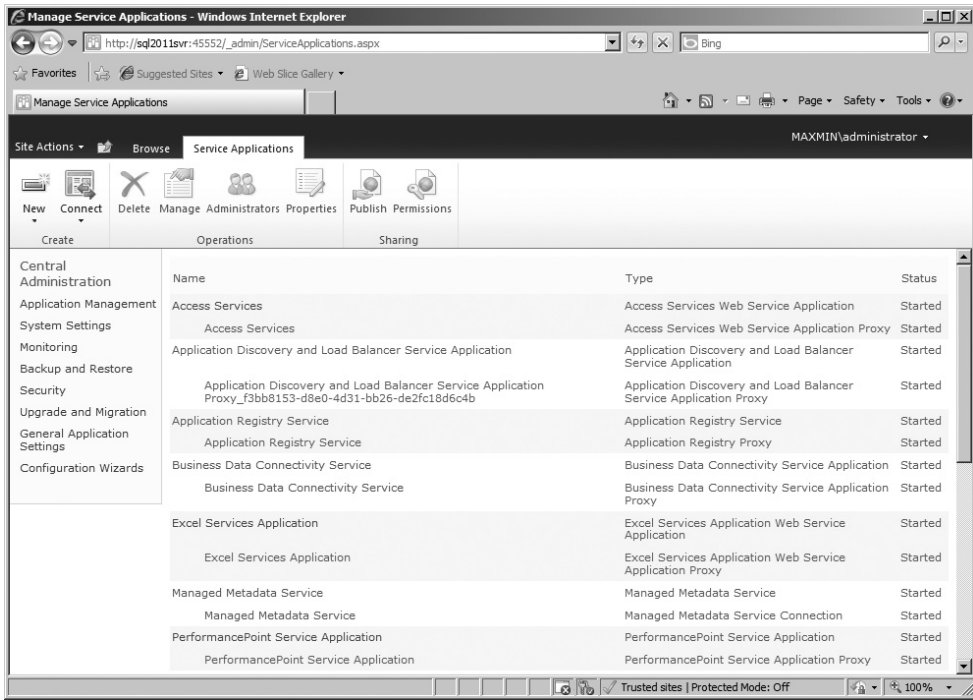 Manage Service Applications - Windows Internet Explorer
http://sql2011svr:45552/_admin/ServiceApplications.aspx
Bing
Favorites
Suggested Sites
Web Slice Gallery
Manage Service Applications
Page
Safety
Tools
MAXMIN\administrator
Site Actions
Browse
Service Applications
New
Connect
Delete
Manage
Administrators
Properties
Publish
Permissions
Create
Operations
Sharing
Central
Administration
Application Management
System Settings
Monitoring
Backup and Restore
Security
Upgrade and Migration
General Application
Settings
Configuration Wizards
Name Type Status
Access Services Access Services Web Service Application Started
Access Services Access Services Web Service Application Proxy Started
Application Discovery and Load Balancer Service Application Application Discovery and Load Balancer Started
Service Application
Application Discovery and Load Balancer Service Application Application Discovery and Load Balancer Started
Proxy_f3bb8153-d8e0-4d31-bb26-de2fc18d6c4b Service Application Proxy
Application Registry Service Application Registry Service Started
Application Registry Service Application Registry Proxy Started
Business Data Connectivity Service Business Data Connectivity Service Application Started
Business Data Connectivity Service Business Data Connectivity Service Application Started
Proxy
Excel Services Application Excel Services Application Web Service Started
Application
Excel Services Application Excel Services Application Web Service Started
Application Proxy
Managed Metadata Service Managed Metadata Service Started
Managed Metadata Service Managed Metadata Service Connection Started
PerformancePoint Service Application PerformancePoint Service Application Started
PerformancePoint Service Application PerformancePoint Service Application Proxy Started
Trusted sites | Protected Mode: Off
100%